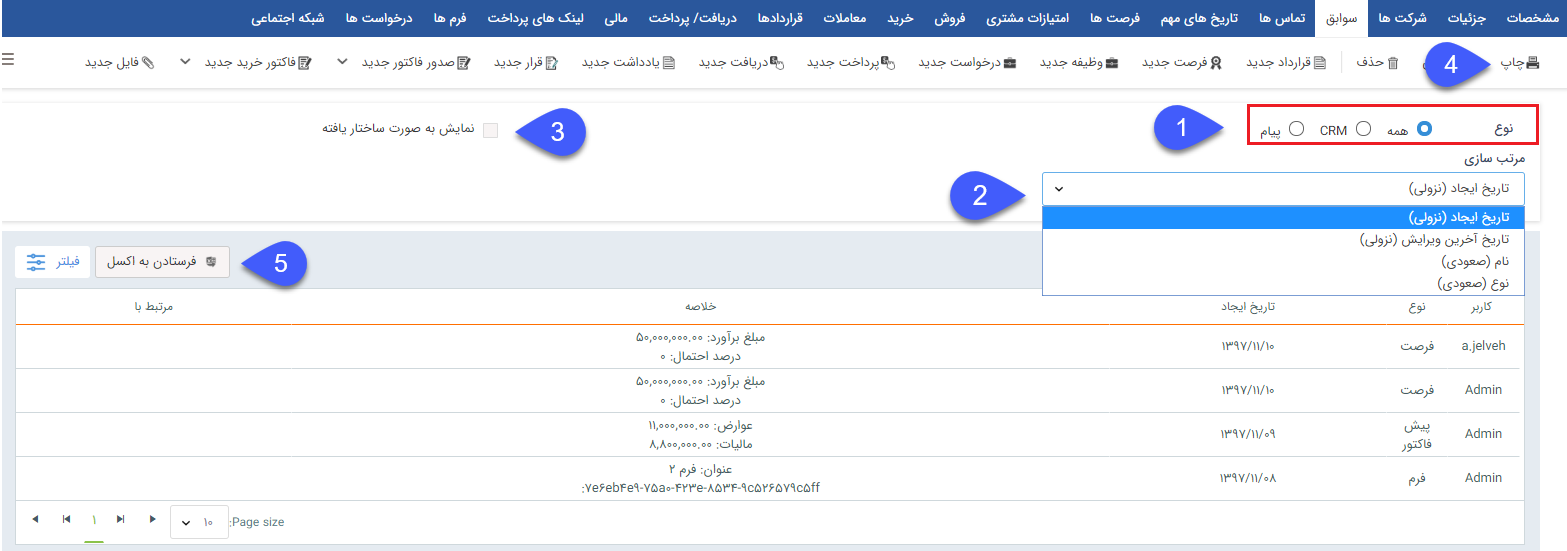 مشخصات جزئیات شرکت ها سوابق تماس ها تاریخ های مهم فرصت ها امتیازات مشتری فروش خرید معاملات قراردادها دریافت/ پرداخت مالی لینک های پرداخت فرم ها درخواست ها شبکه اجتماعی
چاپ 4 حذف قرارداد جدید فرصت جدید وظیفه جدید درخواست جدید پرداخت جدید دریافت جدید یادداشت جدید قرار جدید صدور فاکتور جدید فاکتور خرید جدید فایل جدید
نوع همه CRM پیام 1
نمایش به صورت ساختار یافته 3
مرتب سازی
تاریخ ایجاد (نزولی) 2
تاریخ ایجاد (نزولی)
تاریخ آخرین ویرایش (نزولی)
نام (صعودی)
نوع (صعودی)
5 فرستادن به اکسل فیلتر
کاربر نوع تاریخ ایجاد خلاصه مرتبط با
a.jelveh فرصت ۱۳۹۷/۱۱/۱۰ مبلغ برآورد: ۵۰,۰۰۰,۰۰۰.۰۰
درصد احتمال: ۰
Admin فرصت ۱۳۹۷/۱۱/۱۰ مبلغ برآورد: ۵۰,۰۰۰,۰۰۰.۰۰
درصد احتمال: ۰
Admin پیش فاکتور ۱۳۹۷/۱۱/۰۹ عوارض: ۱۱,۰۰۰,۰۰۰.۰۰
مالیات: ۸,۸۰۰,۰۰۰.۰۰
Admin فرم ۱۳۹۷/۱۱/۰۸ عنوان: فرم ۲
:۷e۶eb۴e۹-۷۵a۰-۴۲۳e-۸۵۳۴-۹c۵۲۶۵۷۹c۵ff
Page size: ۱۰ ۱